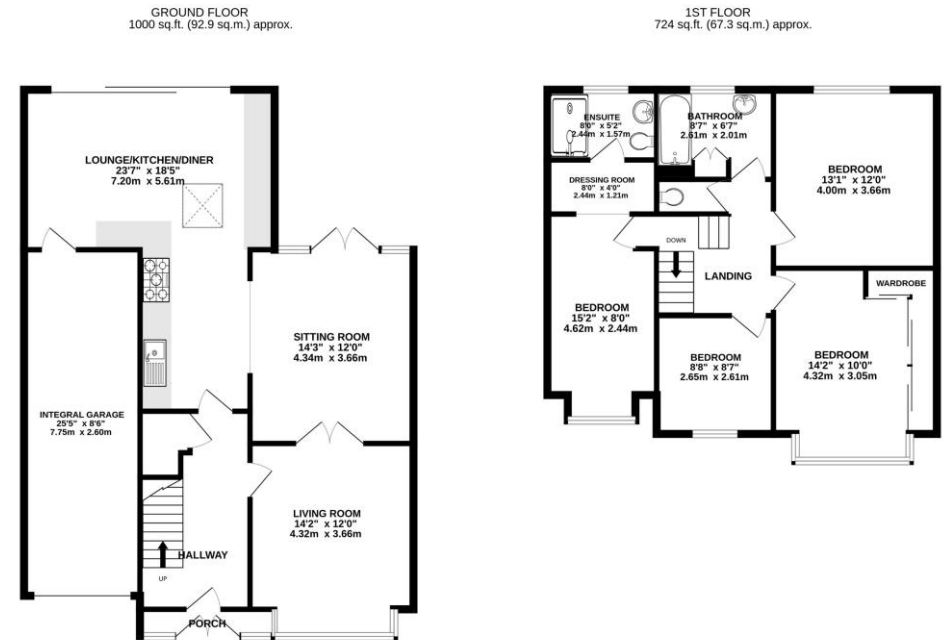 GROUND FLOOR
1000 sq.ft. (92.9 sq.m.) approx.
LOUNGE/KITCHEN/DINER
23'7" x 18'5"
7.20m x 5.61m
SITTING ROOM
14'3" x 12'0"
4.34m x 3.66m
INTEGRAL GARAGE
25'5" x 8'6"
7.75m x 2.60m
LIVING ROOM
14'2" x 12'0"
4.32m x 3.66m
HALLWAY
UP
PORCH
1ST FLOOR
724 sq.ft. (67.3 sq.m.) approx.
ENSUITE
8'0" x 5'2"
2.44m x 1.57m
BATHROOM
8'7" x 6'7"
2.61m x 2.01m
BEDROOM
13'1" x 12'0"
4.00m x 3.66m
DRESSING ROOM
8'0" x 4'0"
2.44m x 1.21m
DOWN
LANDING
WARDROBE
BEDROOM
15'2" x 8'0"
4.62m x 2.44m
BEDROOM
8'8" x 8'7"
2.65m x 2.61m
BEDROOM
14'2" x 10'0"
4.32m x 3.05m